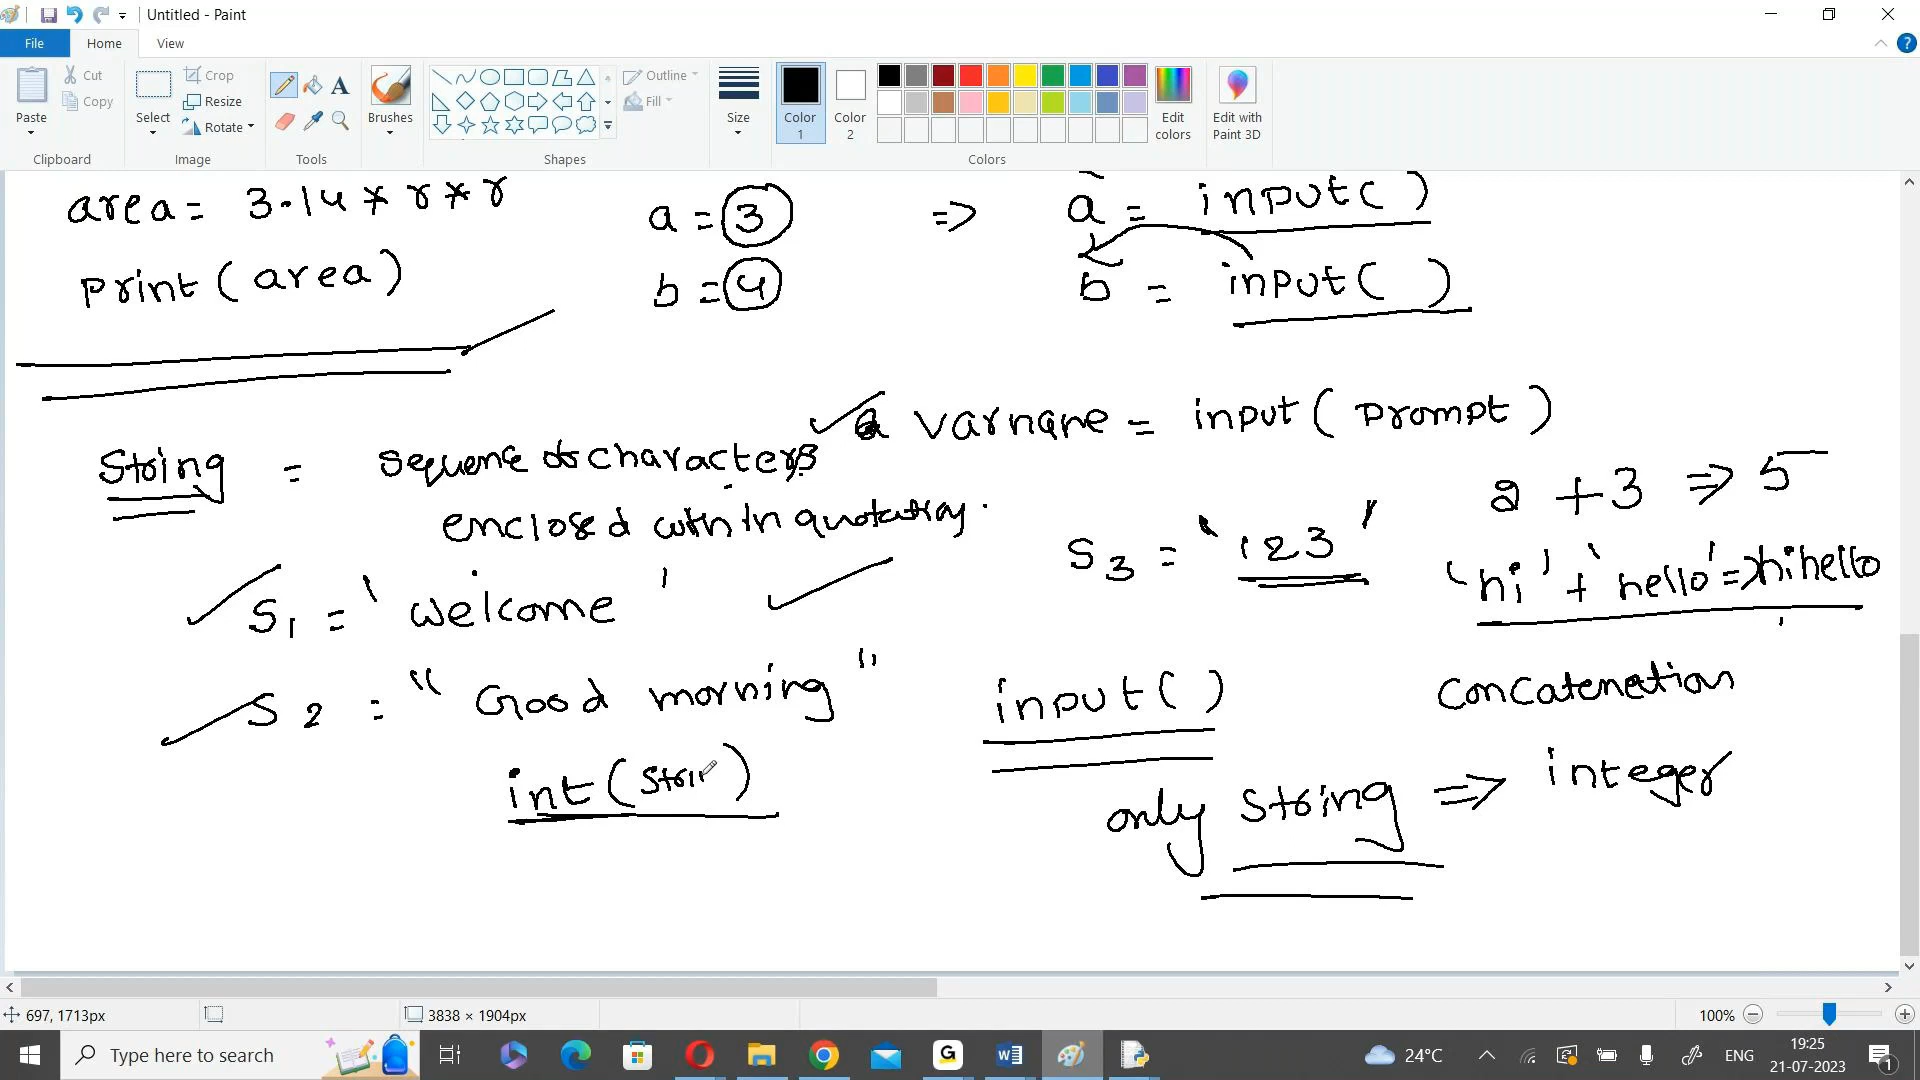 Untitled - Paint
File Home View
Paste Cut Copy Clipboard
Select Crop Resize Rotate Image
Tools
Brushes
Outline Fill Shapes
Size
Color 1 Color 2 Edit colors Colors
Edit with Paint 3D
area = 3.14 * r * r
print(area)
a = 3
b = 4
=> a = input( )
b = input( )
varname = input( prompt )
String = sequence of characters
enclosed within quotation.
S1 = 'welcome'
S2 = "Good morning"
int(Stri )
S3 = '123'
2 + 3 => 5
'hi' + 'hello' => hihello
input( )
Concatenation
only String => integer
697, 1713px
3838 × 1904px
100%
Type here to search
24°C
ENG
19:25
21-07-2023
1